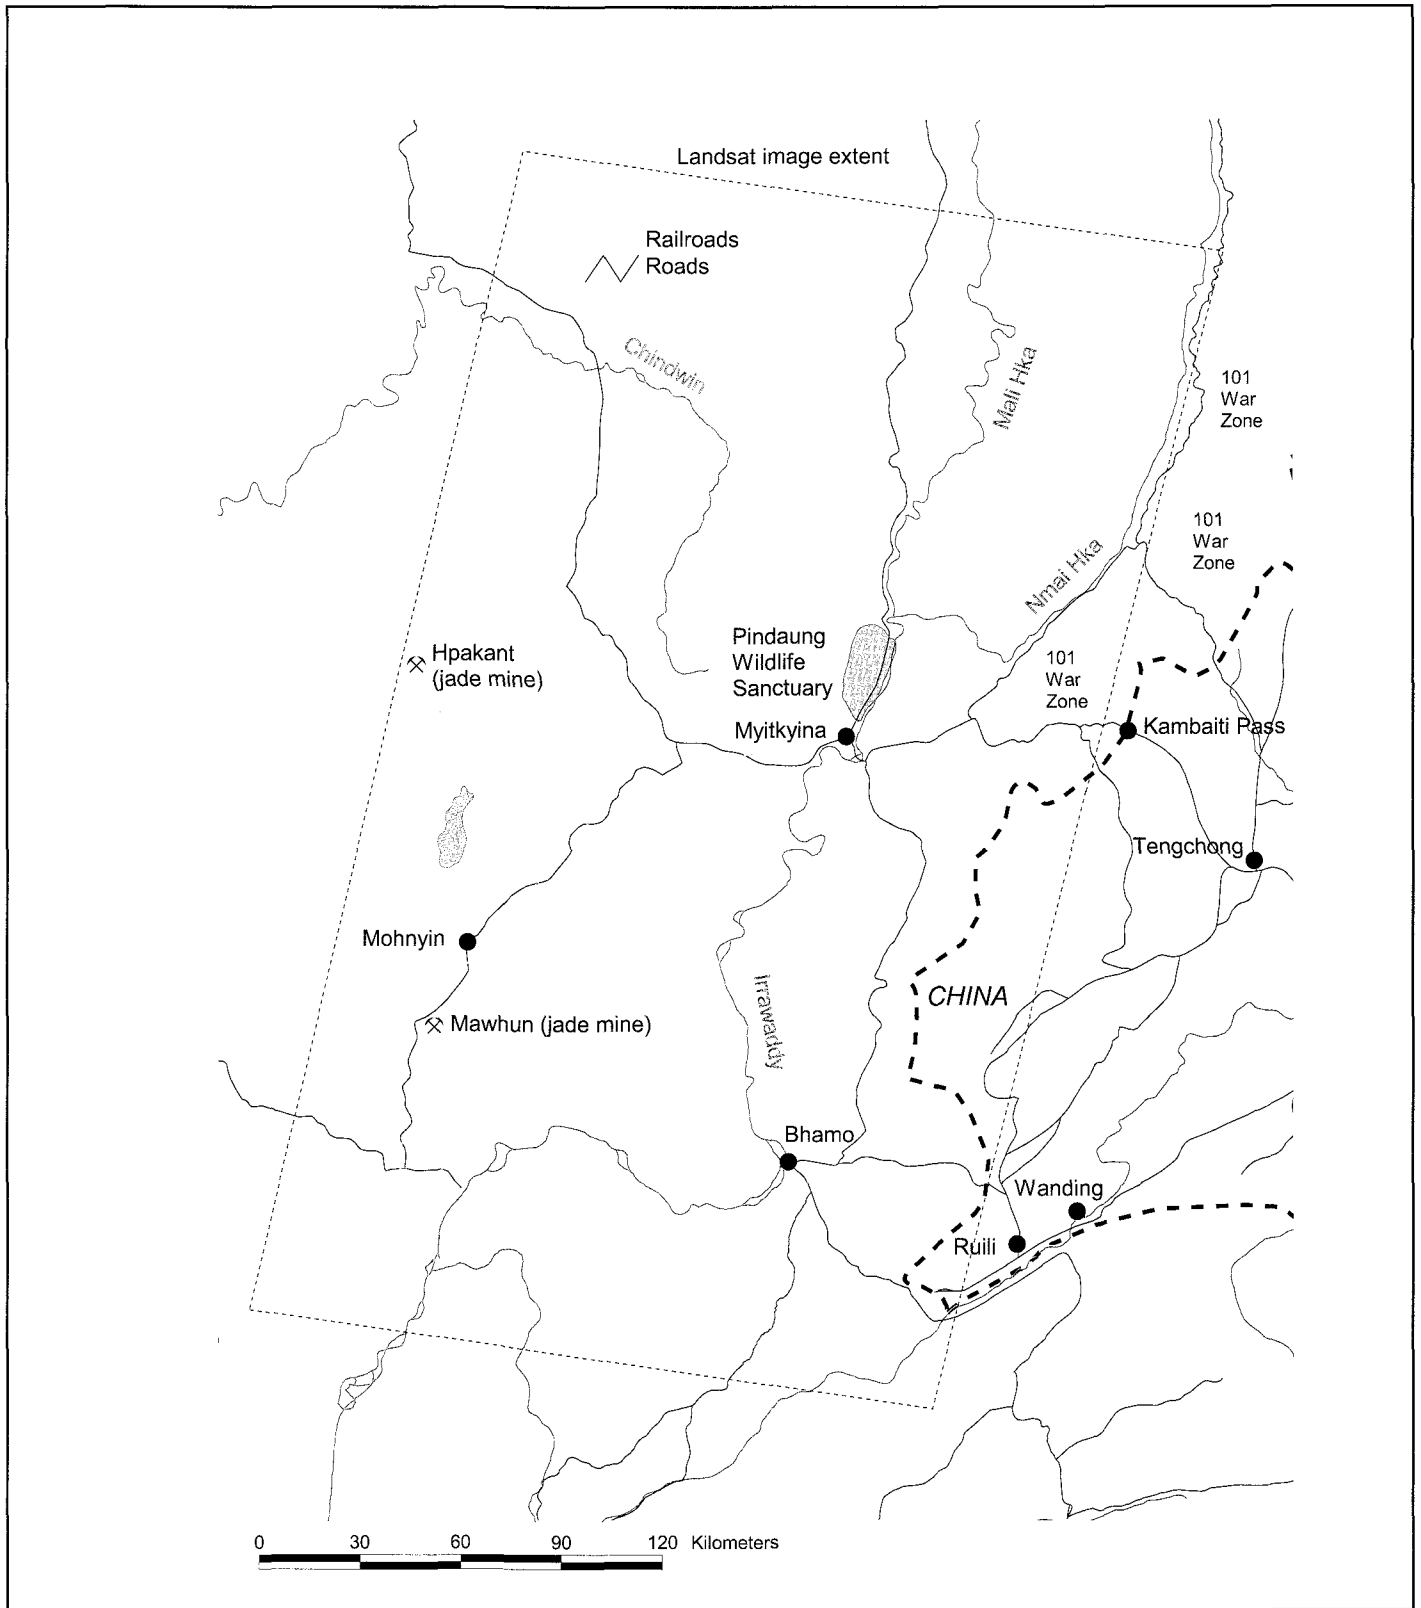 Landsat image extent
Railroads
Roads
Chindwin
Mali Hka
101
War
Zone
101
War
Zone
Nmai Hka
Pindaung
Wildlife
Sanctuary
Hpakant
(jade mine)
101
War
Zone
Myitkyina
Kambaiti Pass
Tengchong
Mohnyin
CHINA
Irrawaddy
Mawhun (jade mine)
Bhamo
Wanding
Ruili
0 30 60 90 120 Kilometers